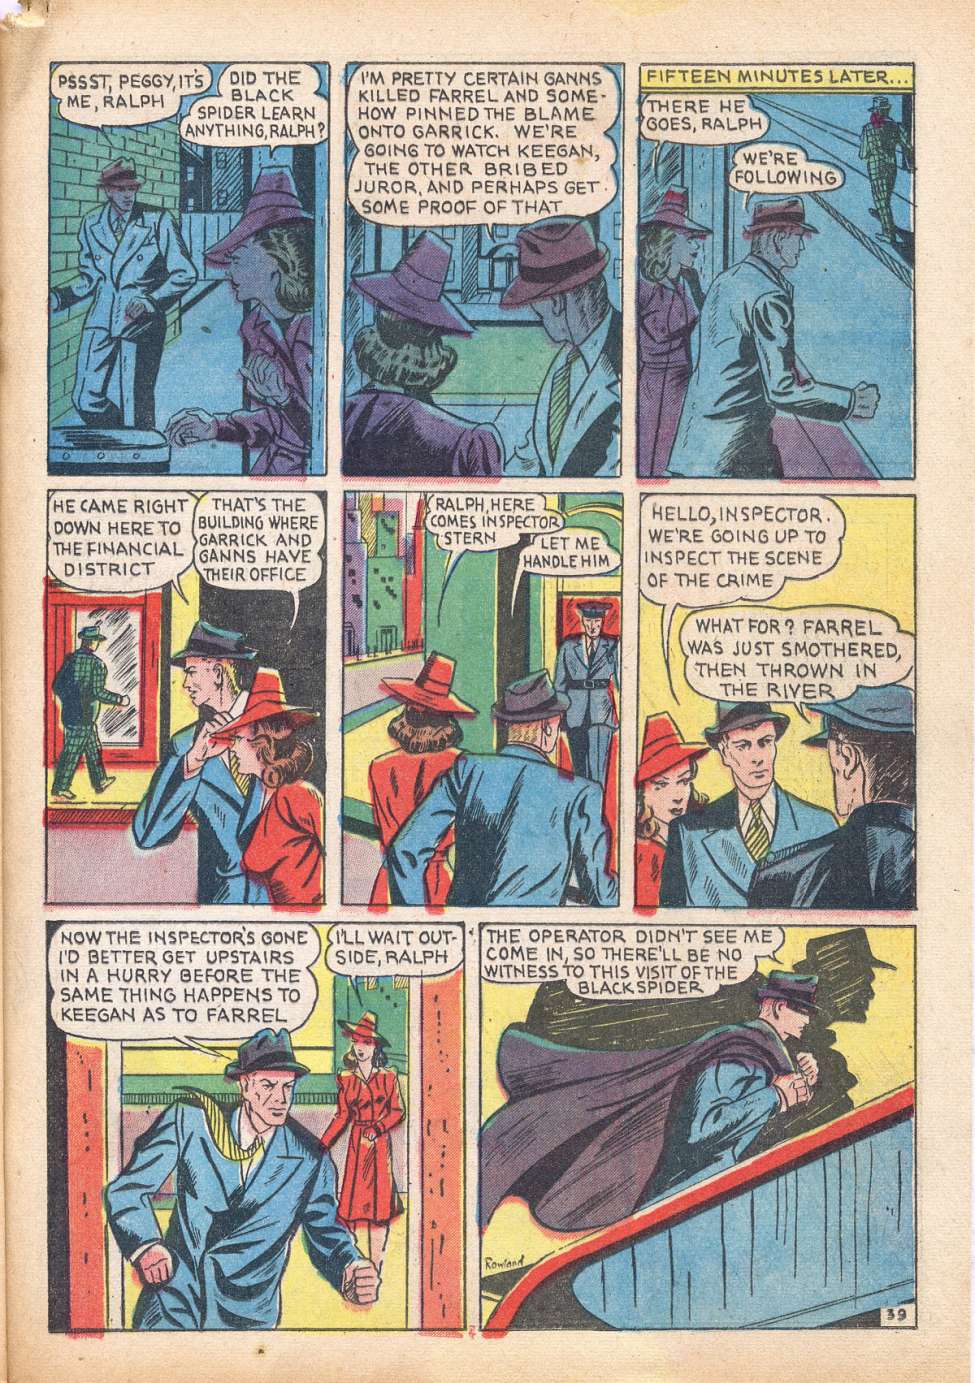 PSSST, PEGGY, IT'S
ME, RALPH
DID THE
BLACK
SPIDER LEARN
ANYTHING, RALPH?
I'M PRETTY CERTAIN GANNS
KILLED FARREL AND SOME-
HOW PINNED THE BLAME
ONTO GARRICK. WE'RE
GOING TO WATCH KEEGAN,
THE OTHER BRIBED
JUROR, AND PERHAPS GET
SOME PROOF OF THAT
FIFTEEN MINUTES LATER...
THERE HE
GOES, RALPH
WE'RE
FOLLOWING
HE CAME RIGHT
DOWN HERE TO
THE FINANCIAL
DISTRICT
THAT'S THE
BUILDING WHERE
GARRICK AND
GANNS HAVE
THEIR OFFICE
RALPH, HERE
COMES INSPECTOR
STERN
LET ME
HANDLE HIM
HELLO, INSPECTOR.
WE'RE GOING UP TO
INSPECT THE SCENE
OF THE CRIME
WHAT FOR? FARREL
WAS JUST SMOTHERED,
THEN THROWN IN
THE RIVER
NOW THE INSPECTOR'S GONE
I'D BETTER GET UPSTAIRS
IN A HURRY BEFORE THE
SAME THING HAPPENS TO
KEEGAN AS TO FARREL
I'LL WAIT OUT-
SIDE, RALPH
THE OPERATOR DIDN'T SEE ME
COME IN, SO THERE'LL BE NO
WITNESS TO THIS VISIT OF THE
BLACK SPIDER
Rowland
39